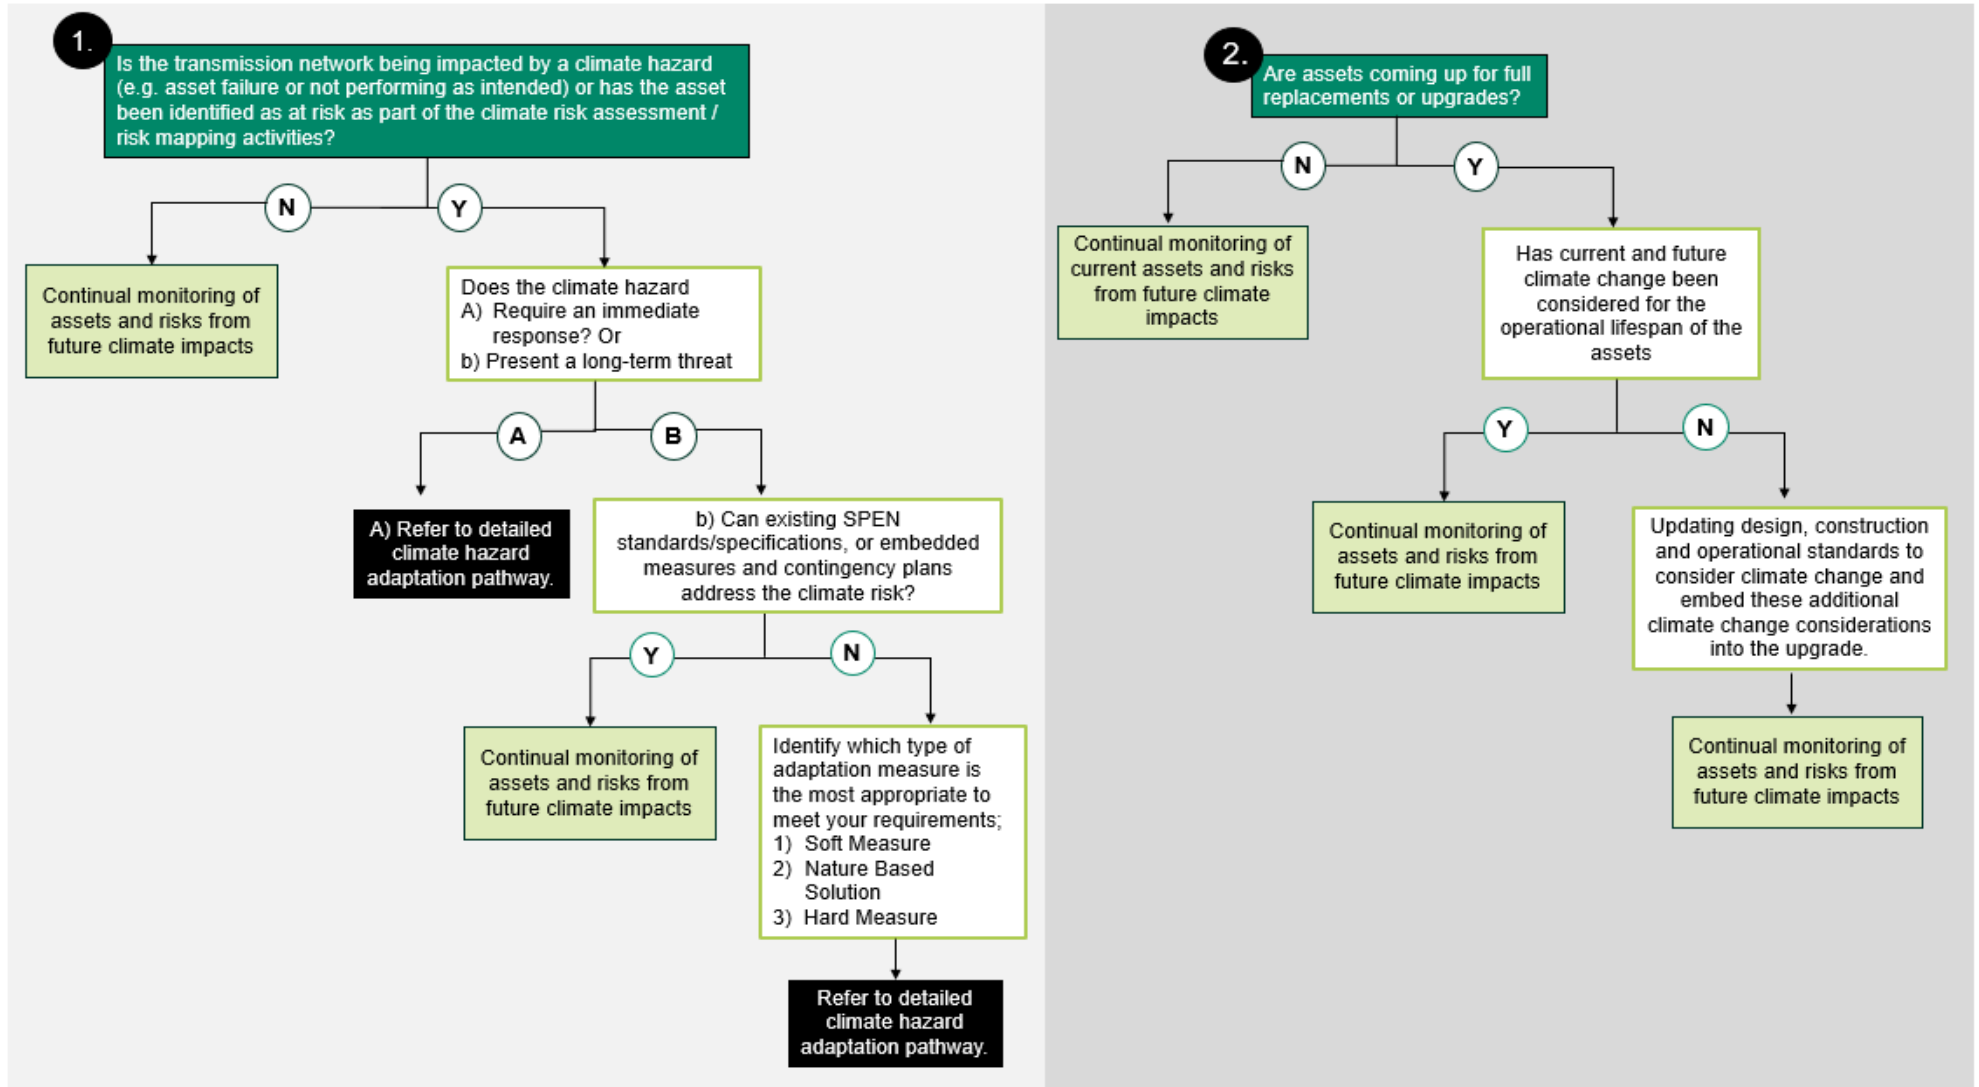 1.
Is the transmission network being impacted by a climate hazard
(e.g. asset failure or not performing as intended) or has the asset
been identified as at risk as part of the climate risk assessment /
risk mapping activities?
N
Y
Continual monitoring of
assets and risks from
future climate impacts
Does the climate hazard
A) Require an immediate
response? Or
b) Present a long-term threat
A
B
A) Refer to detailed
climate hazard
adaptation pathway.
b) Can existing SPEN
standards/specifications, or embedded
measures and contingency plans
address the climate risk?
Y
N
Continual monitoring of
assets and risks from
future climate impacts
Identify which type of
adaptation measure is
the most appropriate to
meet your requirements;
1) Soft Measure
2) Nature Based
Solution
3) Hard Measure
Refer to detailed
climate hazard
adaptation pathway.
2.
Are assets coming up for full
replacements or upgrades?
N
Y
Continual monitoring of
current assets and risks
from future climate
impacts
Has current and future
climate change been
considered for the
operational lifespan of the
assets
Y
N
Continual monitoring of
assets and risks from
future climate impacts
Updating design, construction
and operational standards to
consider climate change and
embed these additional
climate change considerations
into the upgrade.
Continual monitoring of
assets and risks from
future climate impacts